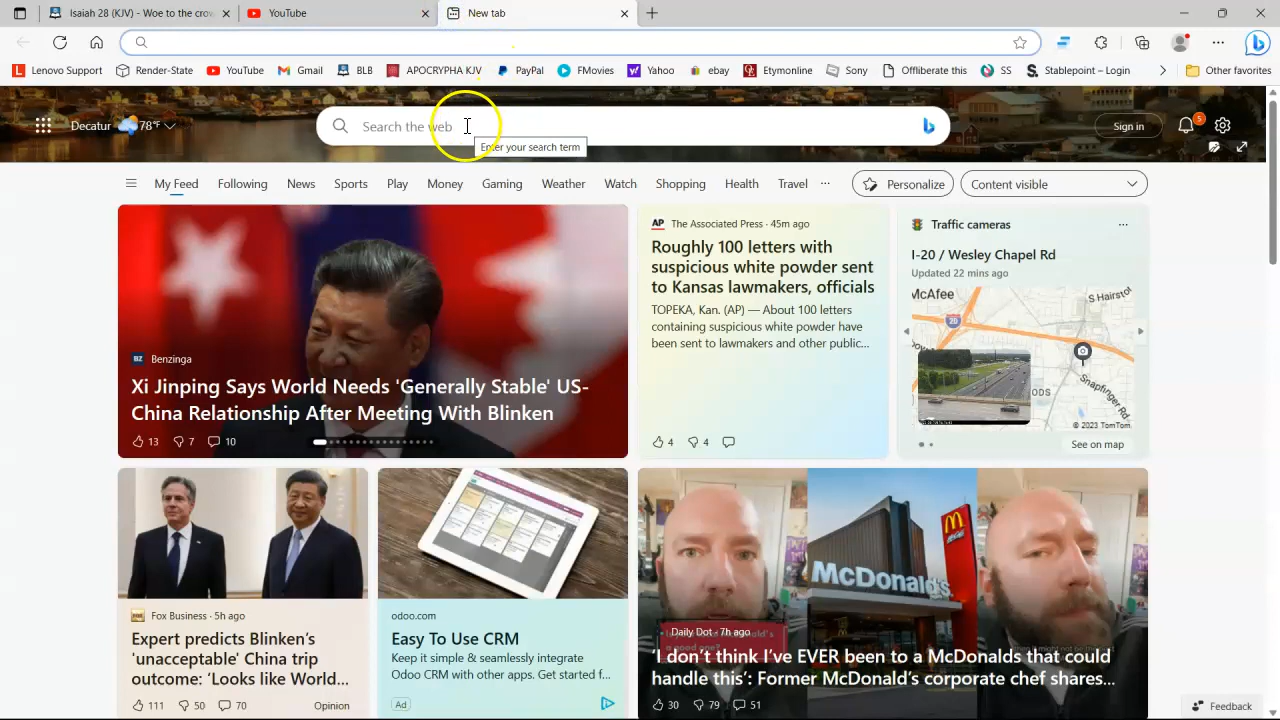 Isaiah 28 (KJV) - Woe to the crow
YouTube
New tab
Lenovo Support
Render-State
YouTube
Gmail
BLB
APOCRYPHA KJV
PayPal
FMovies
Yahoo
ebay
Etymonline
Sony
Offliberate this
SS
Stablepoint – Login
Other favorites
Decatur
78°F
Search the web
Enter your search term
Sign in
5
My Feed
Following
News
Sports
Play
Money
Gaming
Weather
Watch
Shopping
Health
Travel
Personalize
Content visible
BZ Benzinga
Xi Jinping Says World Needs 'Generally Stable' US-
China Relationship After Meeting With Blinken
13 7 10
AP The Associated Press · 45m ago
Roughly 100 letters with
suspicious white powder sent
to Kansas lawmakers, officials
TOPEKA, Kan. (AP) — About 100 letters
containing suspicious white powder have
been sent to lawmakers and other public...
4 4
Traffic cameras
I-20 / Wesley Chapel Rd
Updated 22 mins ago
McAfee
S Hairston
20
ODS
Snapfinger Rd
© 2023 TomTom
See on map
Fox Business · 5h ago
Expert predicts Blinken's
'unacceptable' China trip
outcome: 'Looks like World...
111 50 70 Opinion
odoo.com
Easy To Use CRM
Keep it simple & seamlessly integrate
Odoo CRM with other apps. Get started f...
Ad
McDonald's
Daily Dot · 7h ago
'I don't think I've EVER been to a McDonalds that could
handle this': Former McDonald's corporate chef shares...
30 79 51
Feedback